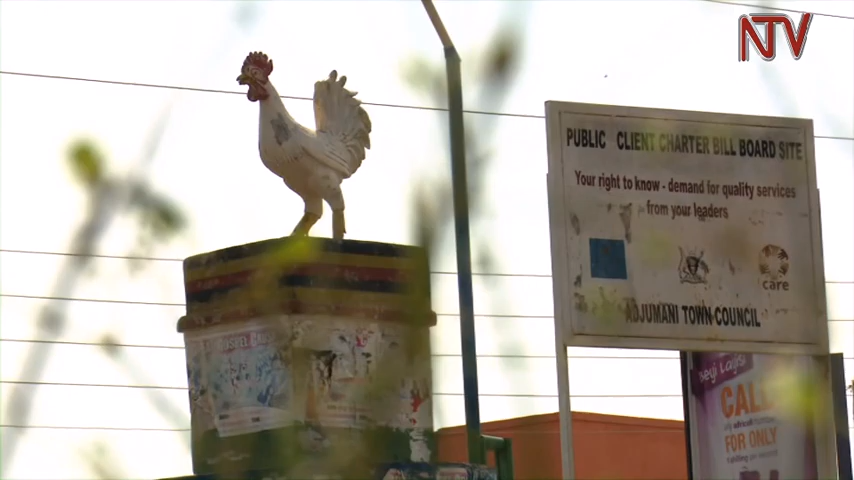 NTV
PUBLIC CLIENT CHARTER BILL BOARD SITE
Your right to know - demand for quality services
from your leaders
care
ADJUMANI TOWN COUNCIL
CALL
FOR ONLY